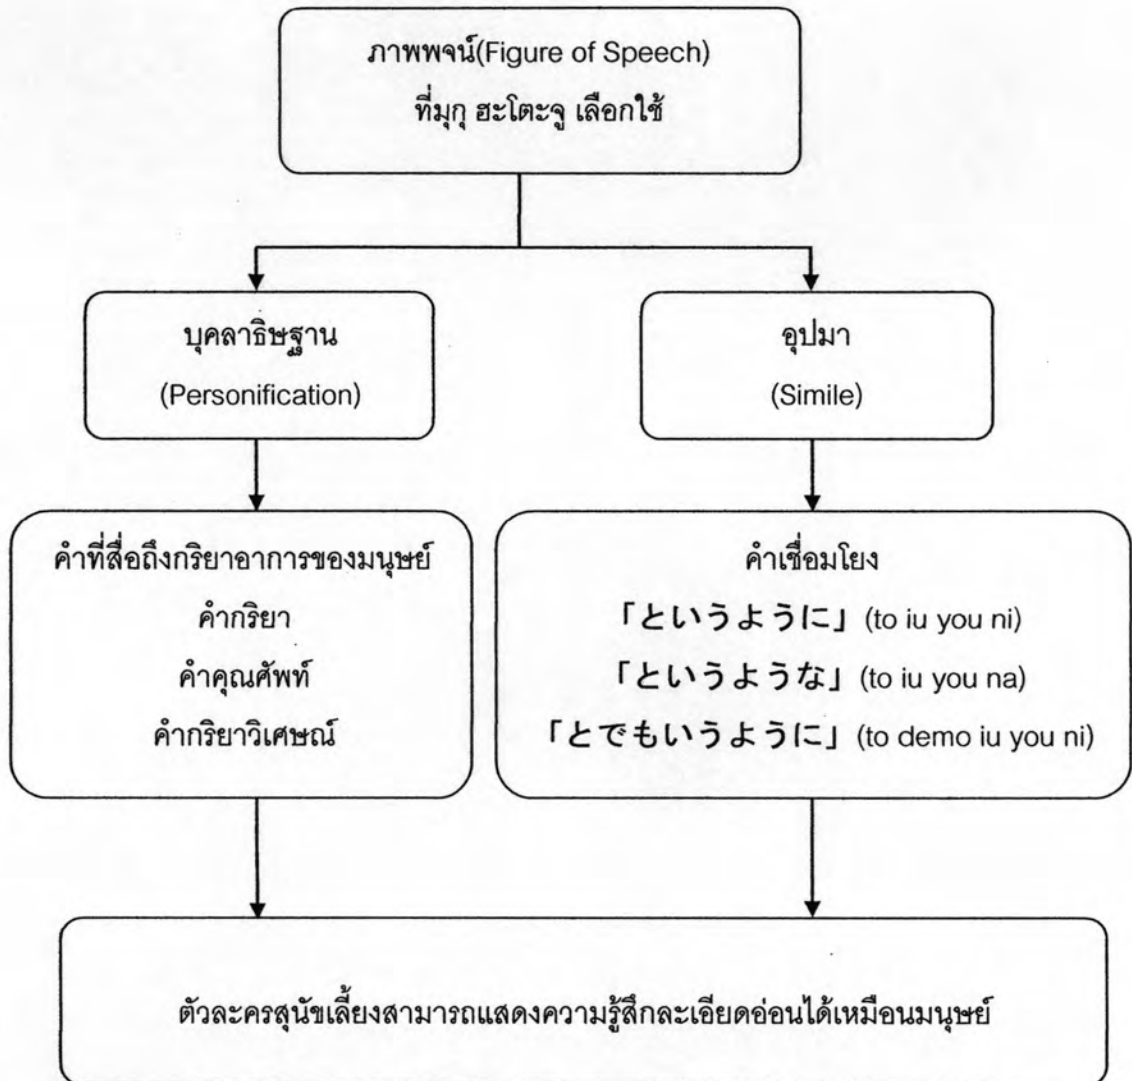 ภาพพจน์(Figure of Speech)
ที่มุกุ ฮะโตะจู เลือกใช้
บุคลาธิษฐาน
(Personification)
อุปมา
(Simile)
คำที่สื่อถึงกริยาอาการของมนุษย์
คำกริยา
คำคุณศัพท์
คำกริยาวิเศษณ์
คำเชื่อมโยง
「というように」(to iu you ni)
「というような」(to iu you na)
「とでもいうように」(to demo iu you ni)
ตัวละครสุนัขเลี้ยงสามารถแสดงความรู้สึกละเอียดอ่อนได้เหมือนมนุษย์